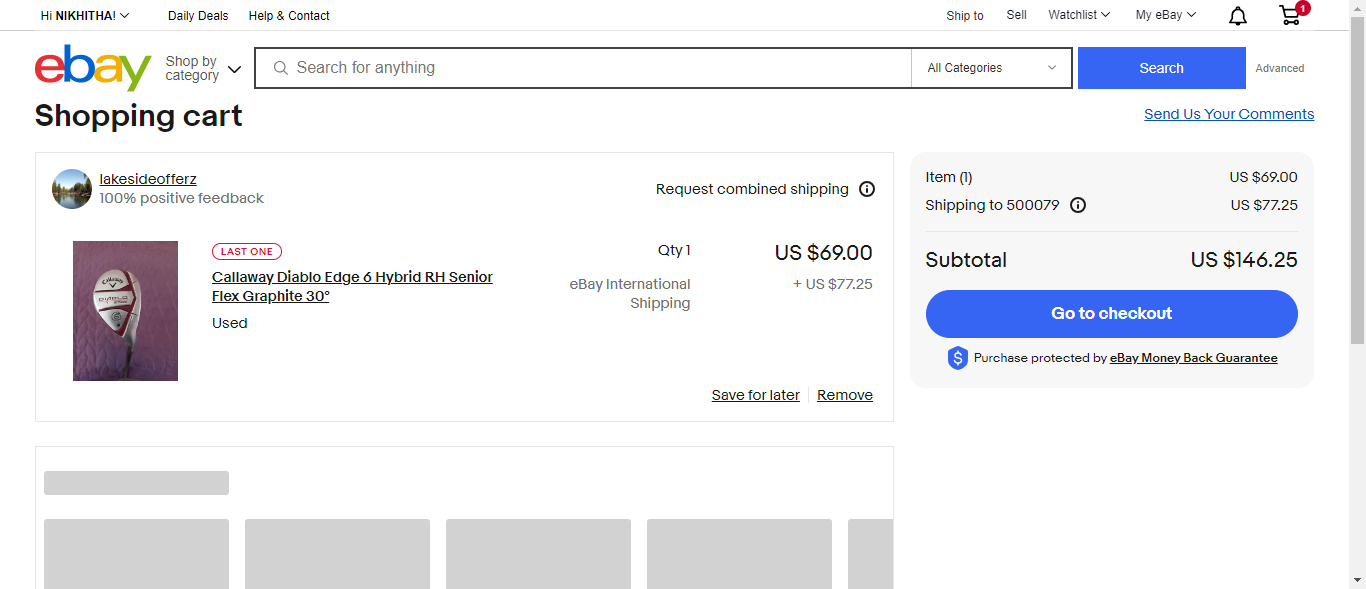 Hi NIKHITHA!
Daily Deals
Help & Contact
Ship to
Sell
Watchlist
My eBay
1
ebay
Shop by
category
Search for anything
All Categories
Search
Advanced
Shopping cart
Send Us Your Comments
lakesideofferz
100% positive feedback
Request combined shipping
LAST ONE
Callaway Diablo Edge 6 Hybrid RH Senior
Flex Graphite 30°
Used
Qty 1
US $69.00
eBay International
Shipping
+ US $77.25
Save for later
Remove
Item (1)
US $69.00
Shipping to 500079
US $77.25
Subtotal
US $146.25
Go to checkout
Purchase protected by eBay Money Back Guarantee